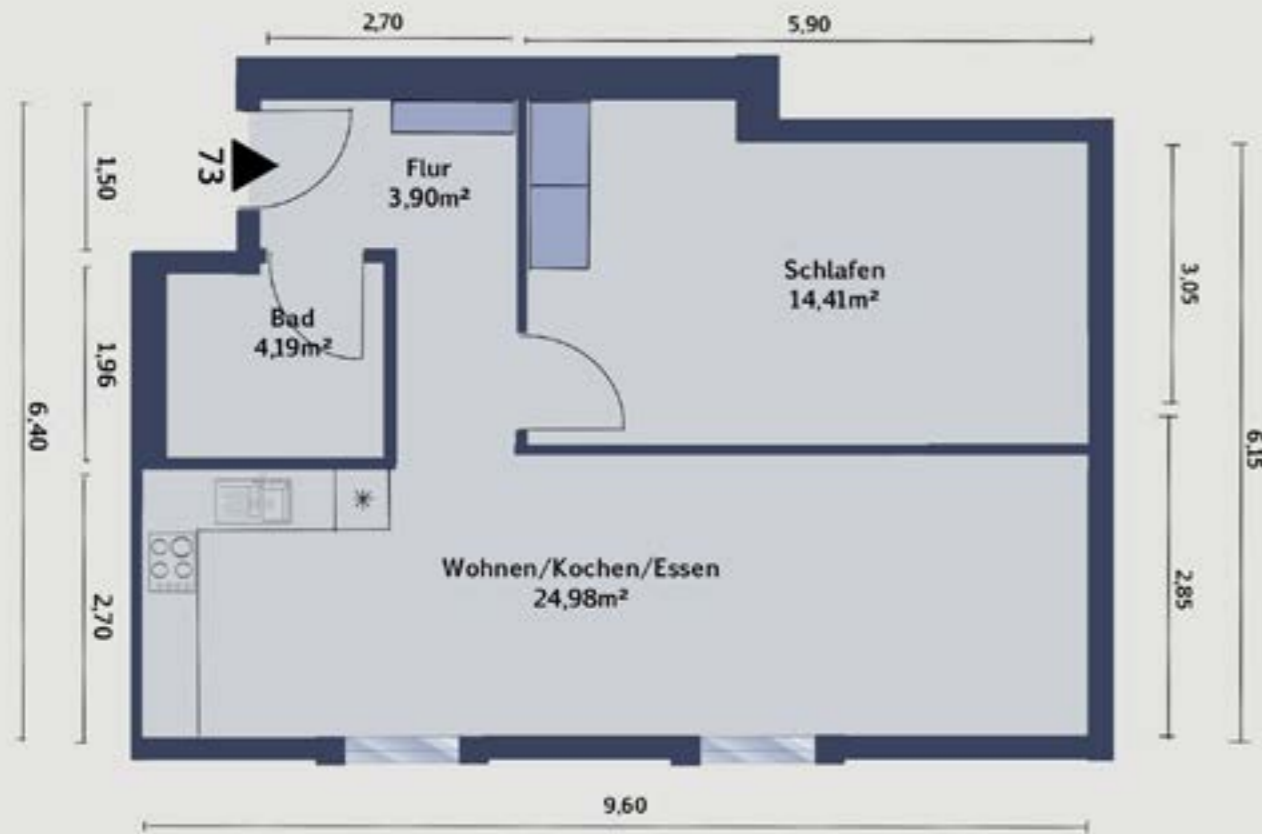 2,70
5,90
73
1,50
Flur
3,90m²
Schlafen
14,41m²
3,05
Bad
4,19m²
1,96
6,40
6,15
Wohnen/Kochen/Essen
24,98m²
2,70
2,85
9,60